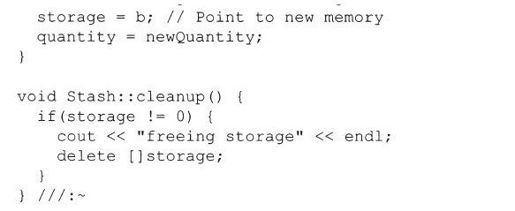 storage = b; // Point to new memory
quantity = newQuantity;
}
void Stash::cleanup() {
if(storage != 0) {
cout << "freeing storage" << endl;
delete []storage;
}
} ///:~